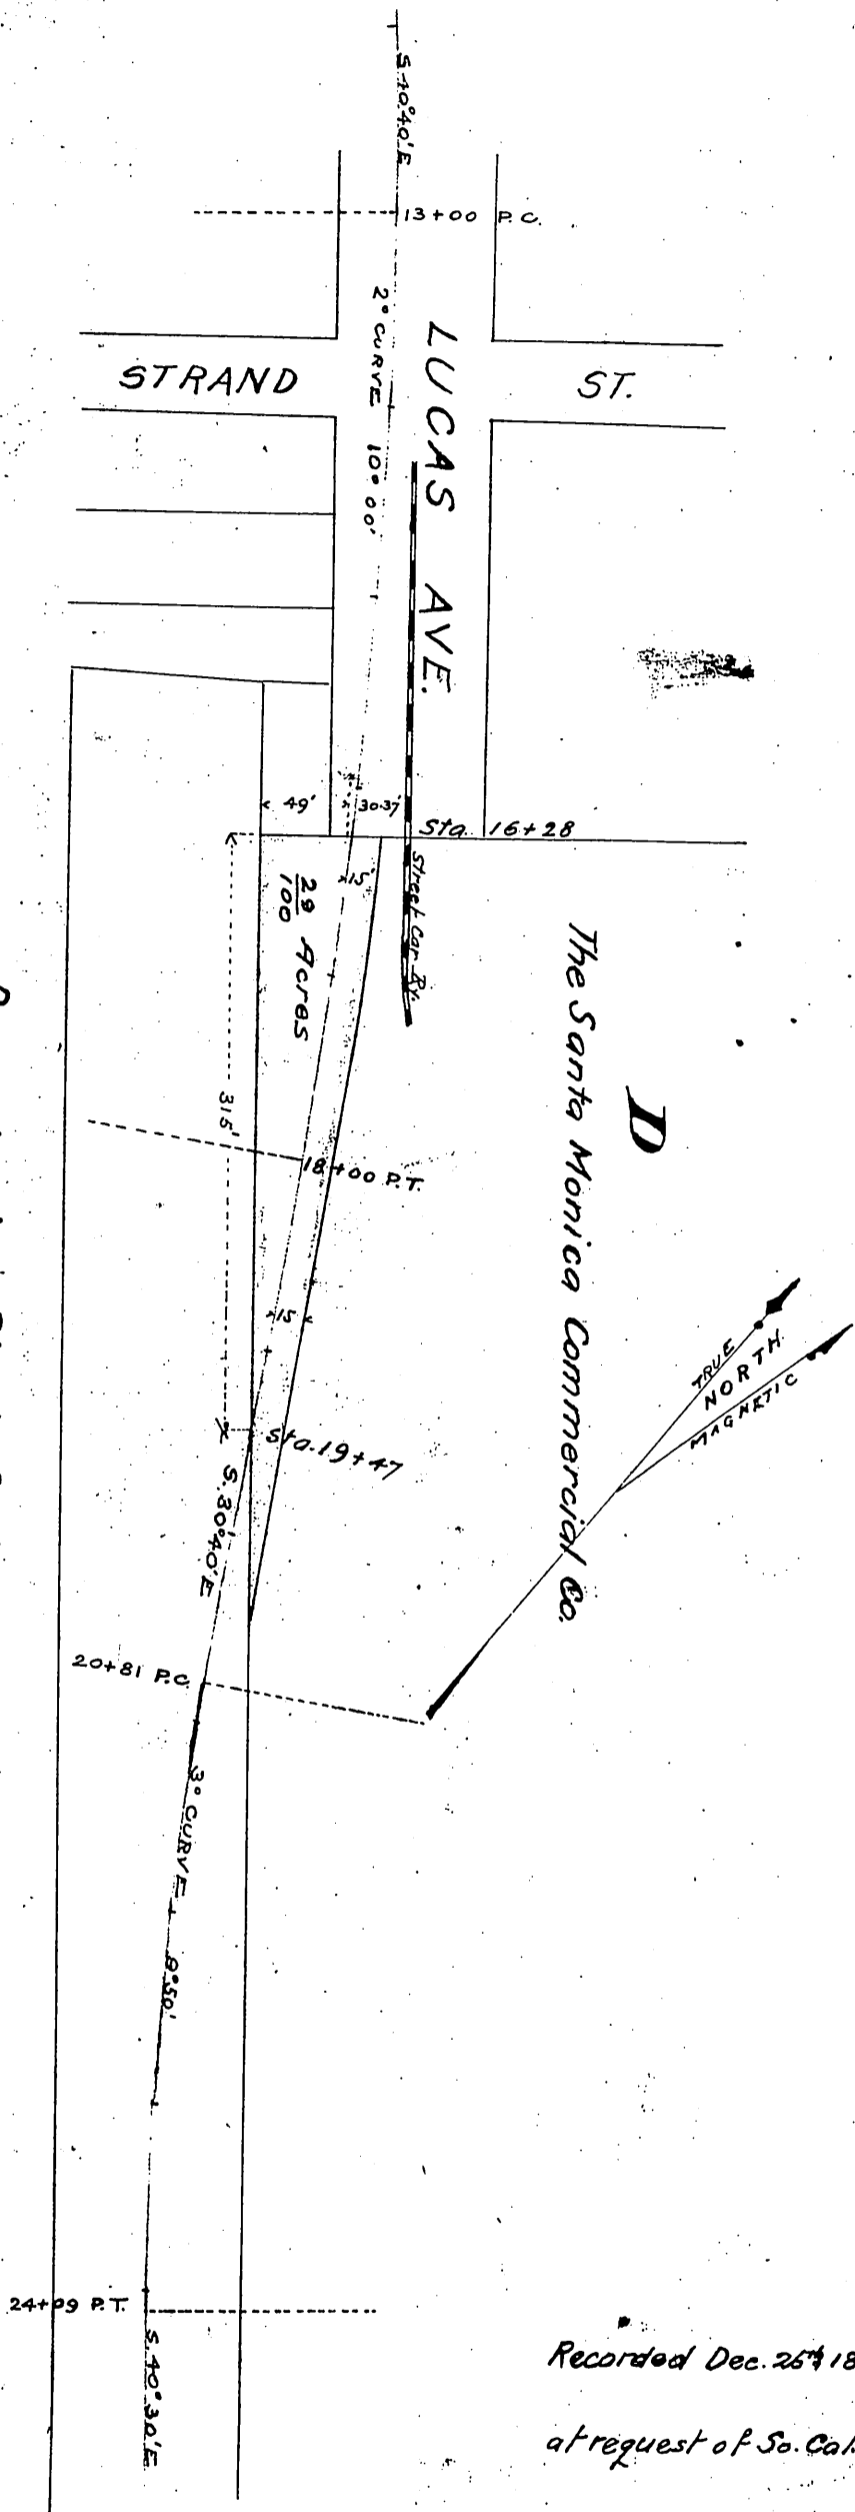 S.40°40'E
13+00 P.C.
2° CURVE 10°00'
LUCAS AVE.
STRAND ST.
49'
30.37'
Sta. 16+28
Street Car Ry.
15'
29/100 Acres
315'
18+00 P.T.
15'
Sta. 19+47
S.30°40'E
D
The Santa Monica Commercial Co.
TRUE
NORTH
MAGNETIC
20+81 P.C.
3° CURVE 9°50'
24+09 P.T.
S.40°30'E
Recorded Dec. 18
at request of So. Cal.